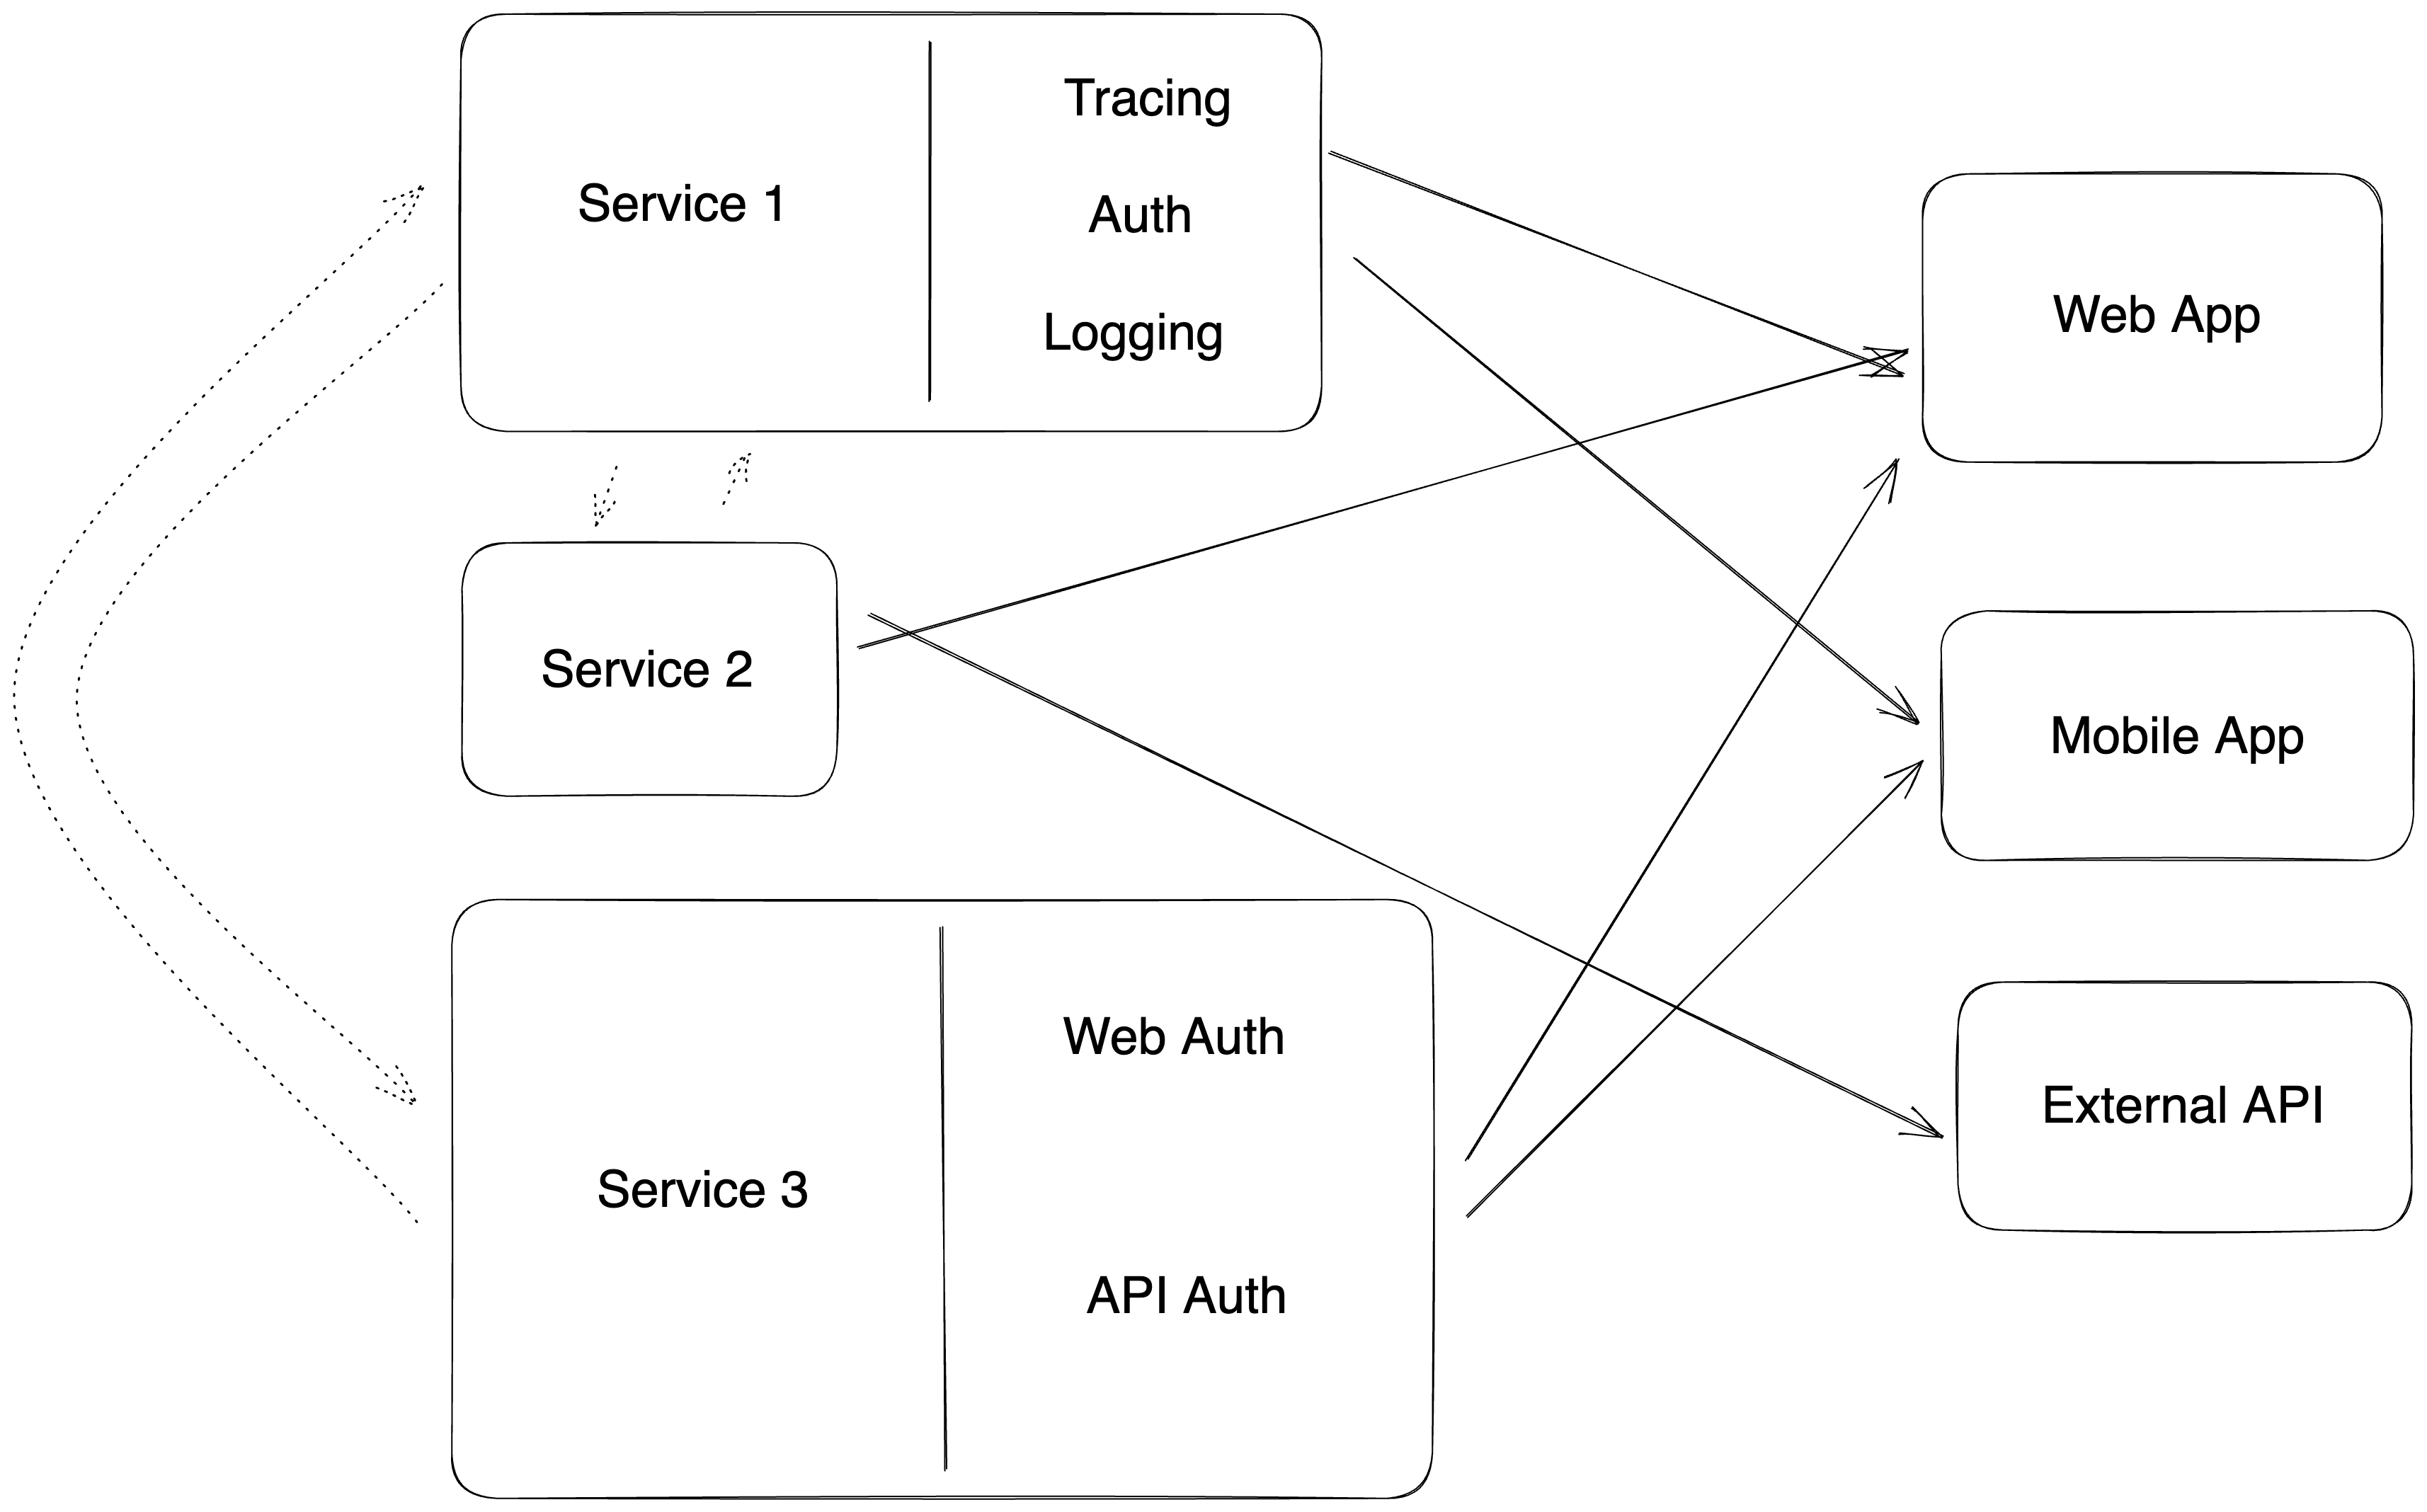 Service 1
Tracing
Auth
Logging
Service 2
Service 3
Web Auth
API Auth
Web App
Mobile App
External API